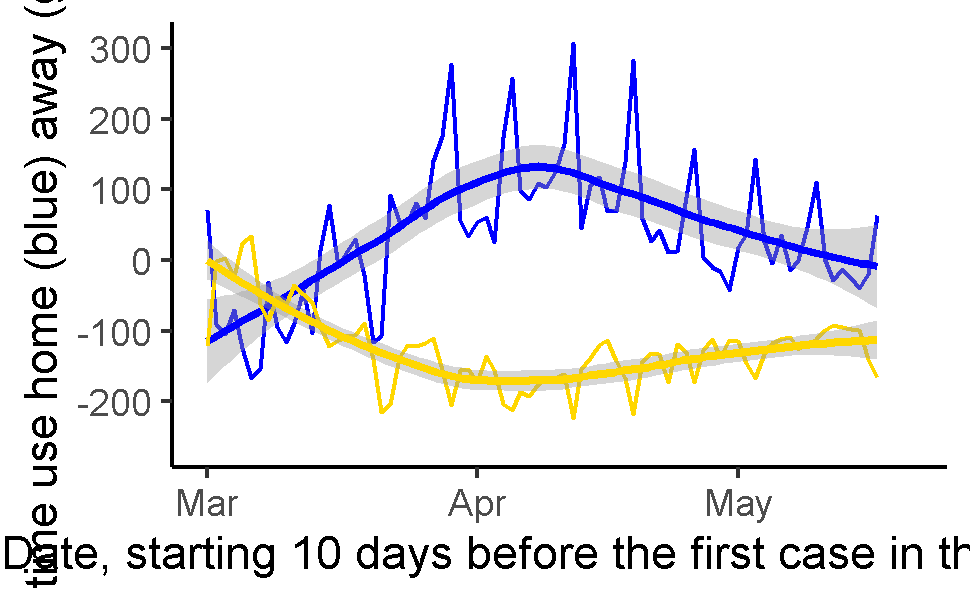 time use home (blue) away (
300
200
100
0
-100
-200
Mar Apr May
Date, starting 10 days before the first case in th